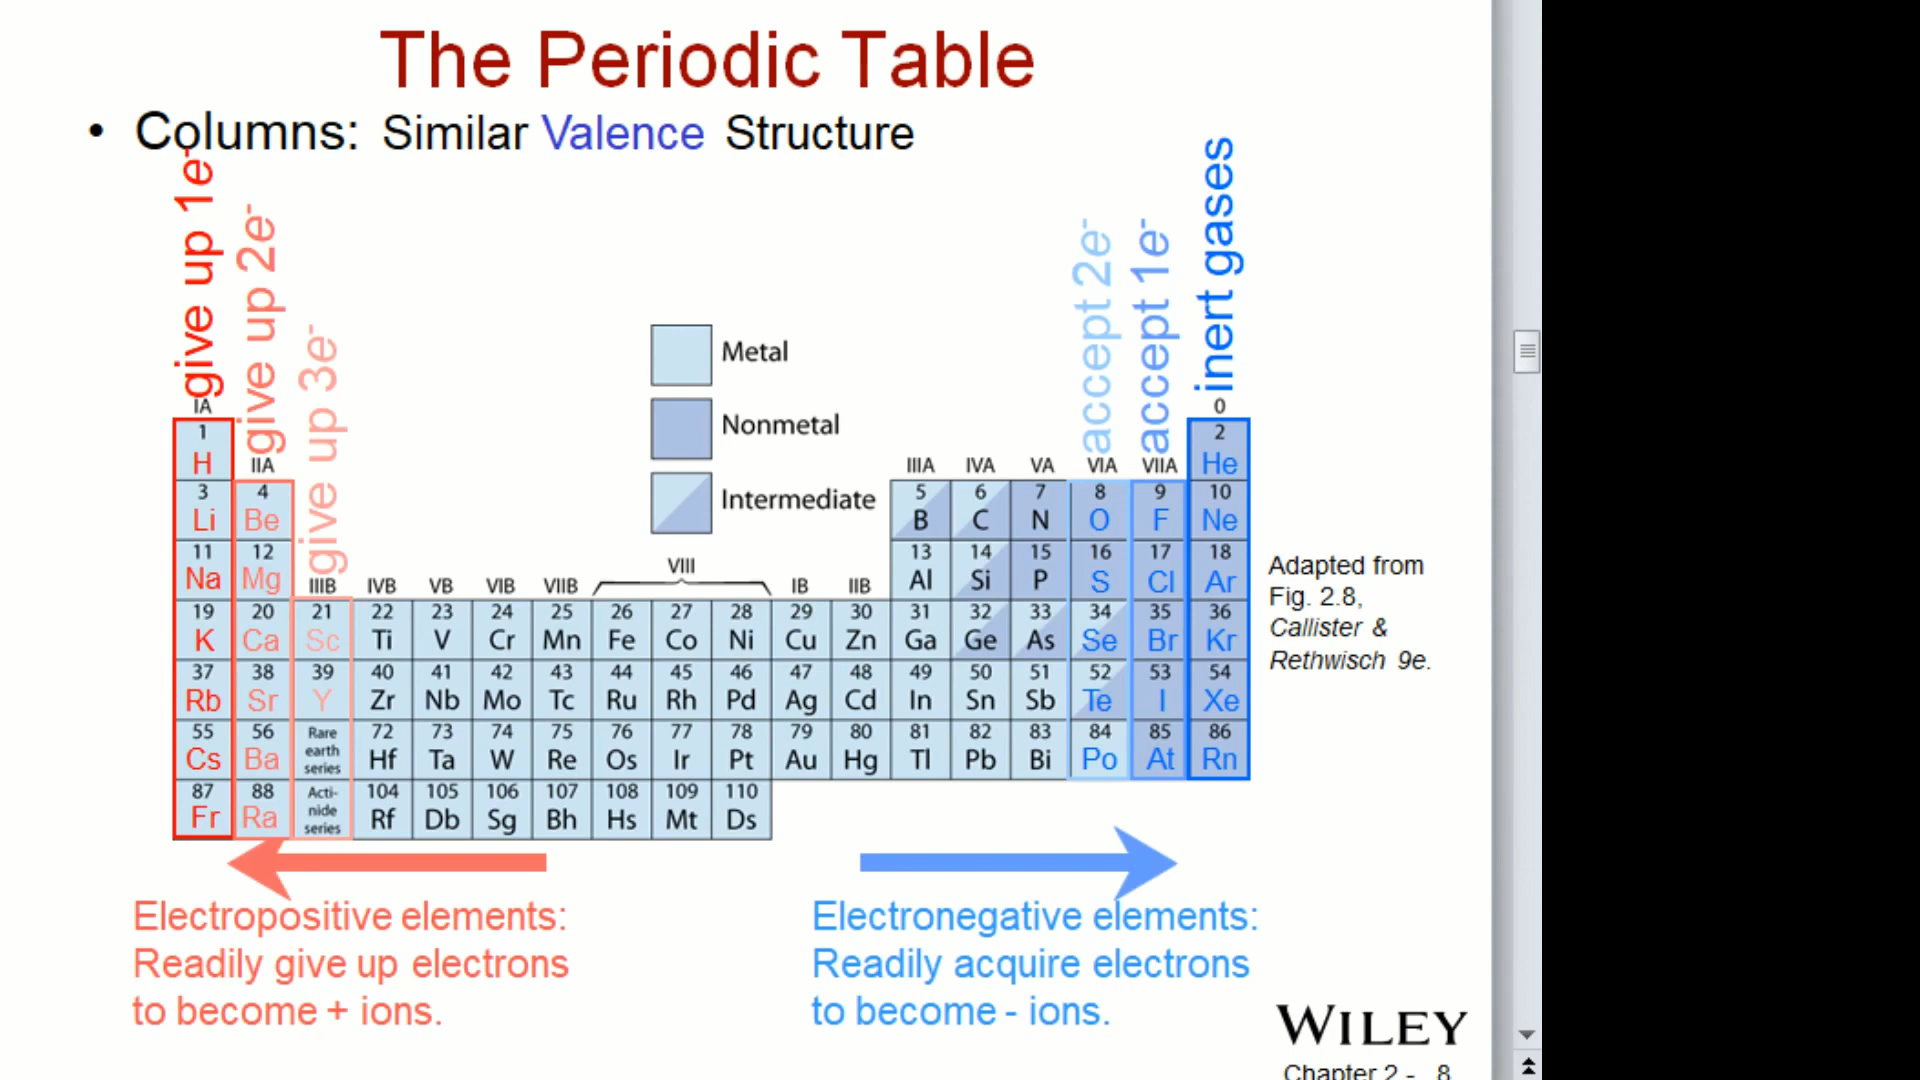 The Periodic Table
• Columns: Similar Valence Structure
give up 1e-
give up 2e-
give up 3e-
accept 2e-
accept 1e-
inert gases
Metal
Nonmetal
Intermediate
IA
0
1 2
H He
IIA IIIA IVA VA VIA VIIA
3 4 5 6 7 8 9 10
Li Be B C N O F Ne
11 12 13 14 15 16 17 18
Na Mg Al Si P S Cl Ar
VIII
IIIB IVB VB VIB VIIB IB IIB
19 20 21 22 23 24 25 26 27 28 29 30 31 32 33 34 35 36
K Ca Sc Ti V Cr Mn Fe Co Ni Cu Zn Ga Ge As Se Br Kr
37 38 39 40 41 42 43 44 45 46 47 48 49 50 51 52 53 54
Rb Sr Y Zr Nb Mo Tc Ru Rh Pd Ag Cd In Sn Sb Te I Xe
55 56 Rare earth series 72 73 74 75 76 77 78 79 80 81 82 83 84 85 86
Cs Ba Hf Ta W Re Os Ir Pt Au Hg Tl Pb Bi Po At Rn
87 88 Acti- nide series 104 105 106 107 108 109 110
Fr Ra Rf Db Sg Bh Hs Mt Ds
Adapted from
Fig. 2.8,
Callister &
Rethwisch 9e.
Electropositive elements:
Readily give up electrons
to become + ions.
Electronegative elements:
Readily acquire electrons
to become - ions.
WILEY
Chapter 2 - 8